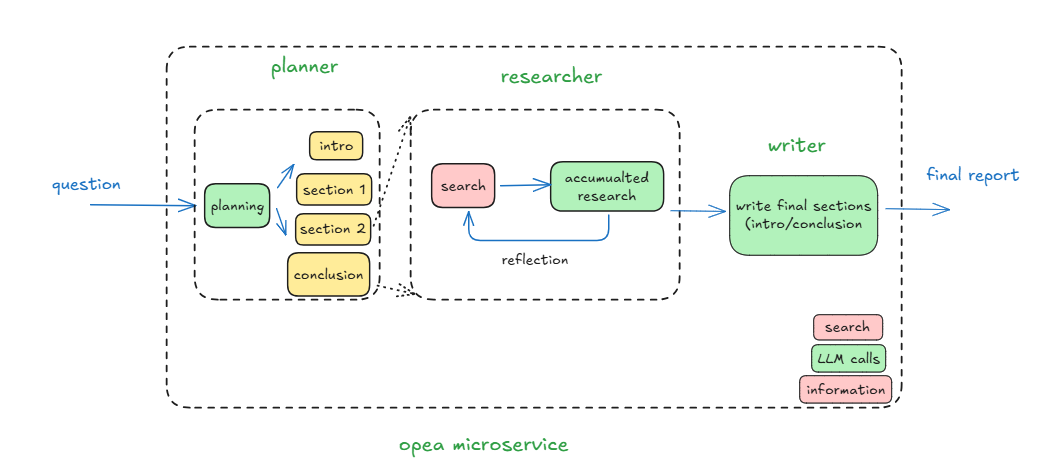 planner
researcher
writer
question
planning
intro
section 1
section 2
conclusion
search
accumualted
research
reflection
write final sections
(intro/conclusion
final report
search
LLM calls
information
opea microservice